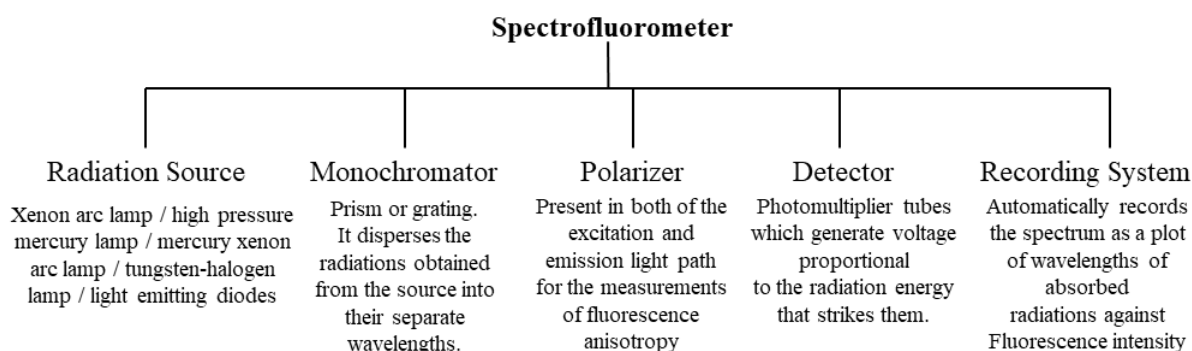 Spectrofluorometer
Radiation Source
Xenon arc lamp / high pressure
mercury lamp / mercury xenon
arc lamp / tungsten-halogen
lamp / light emitting diodes
Monochromator
Prism or grating.
It disperses the
radiations obtained
from the source into
their separate
wavelengths.
Polarizer
Present in both of the
excitation and
emission light path
for the measurements
of fluorescence
anisotropy
Detector
Photomultiplier tubes
which generate voltage
proportional
to the radiation energy
that strikes them.
Recording System
Automatically records
the spectrum as a plot
of wavelengths of
absorbed
radiations against
Fluorescence intensity